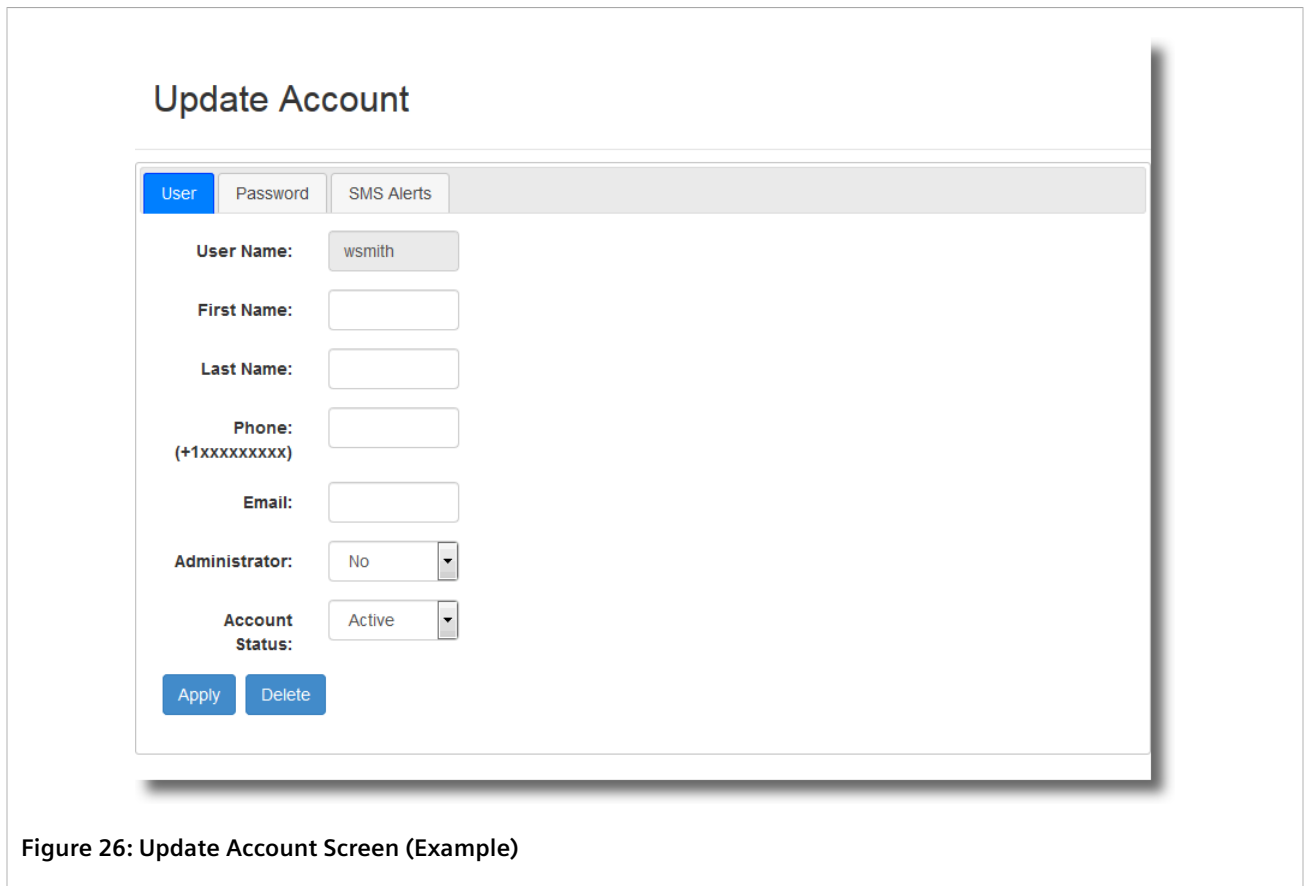 Update Account
User Password SMS Alerts
User Name: wsmith
First Name:
Last Name:
Phone:
(+1xxxxxxxxx)
Email:
Administrator: No
Account Active
Status:
Apply Delete
Figure 26: Update Account Screen (Example)